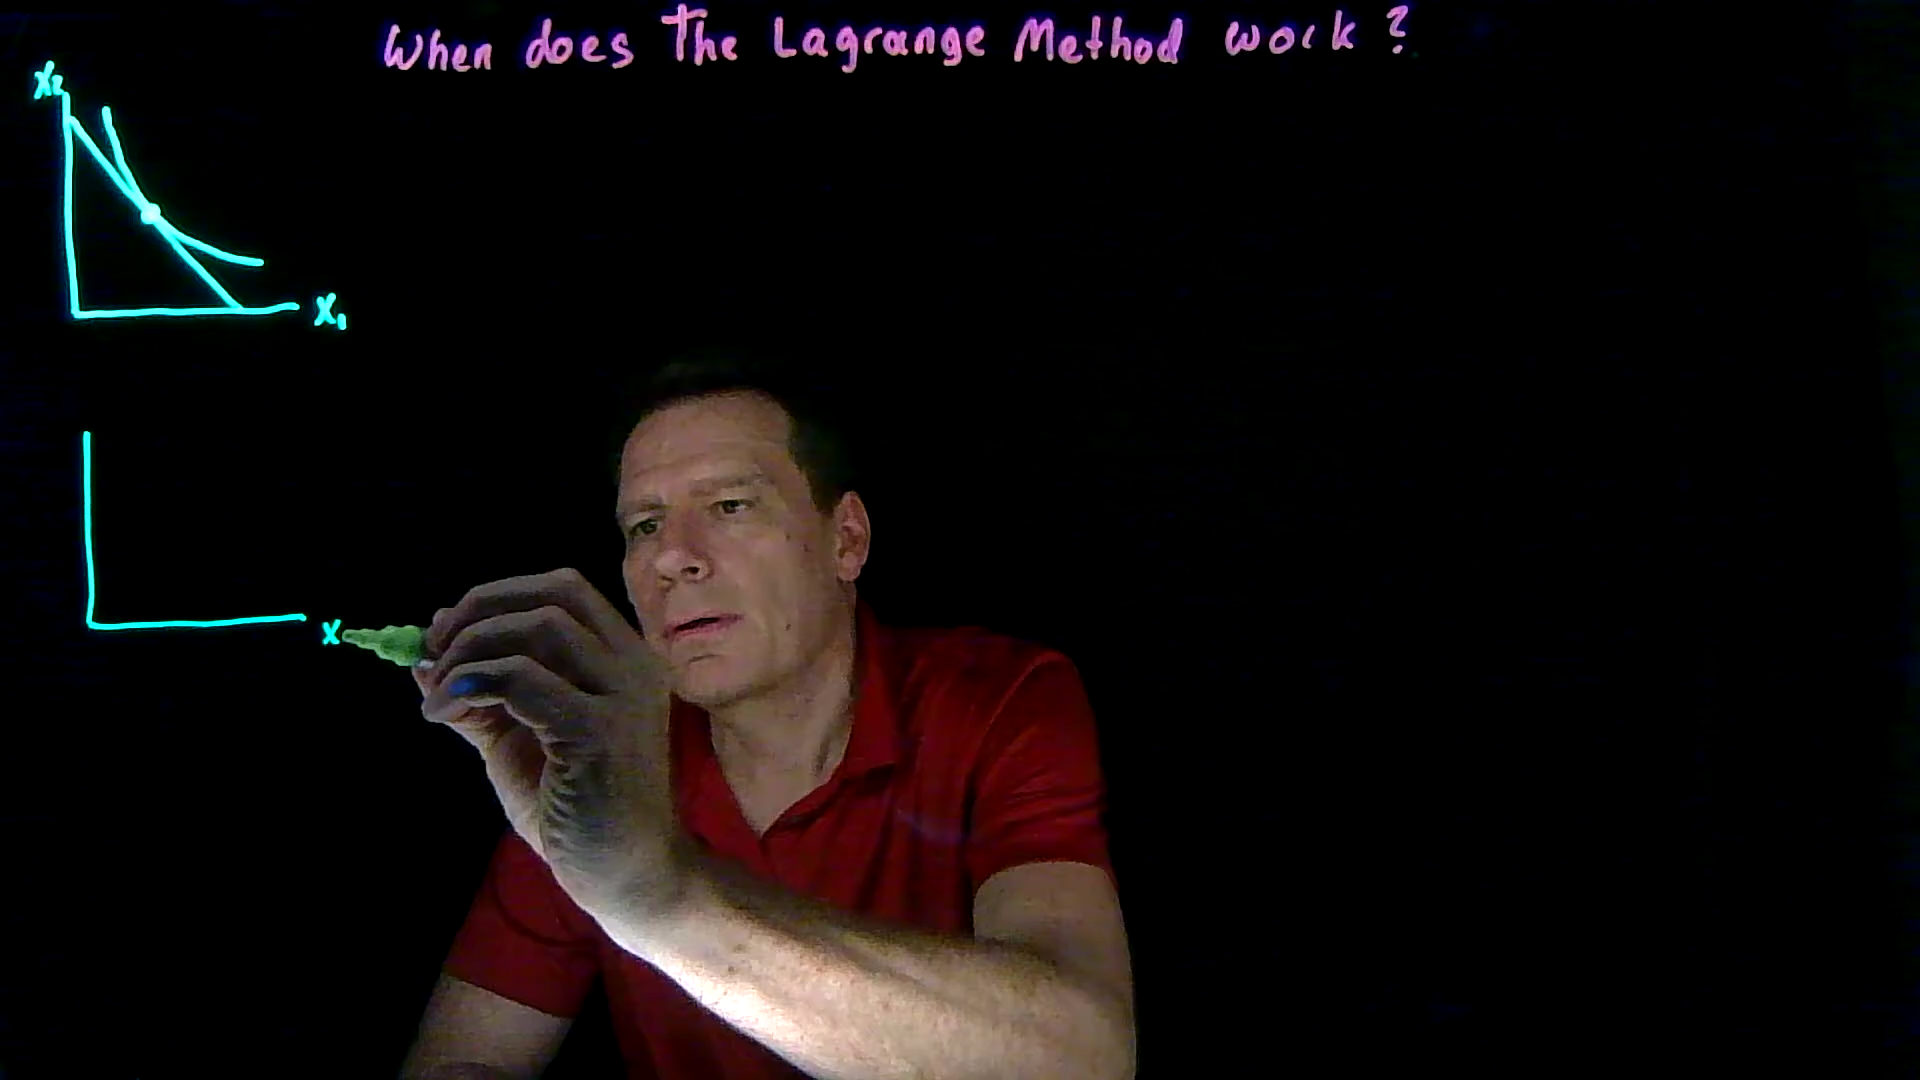 When does The Lagrange Method work ?
x₂
x₁
x